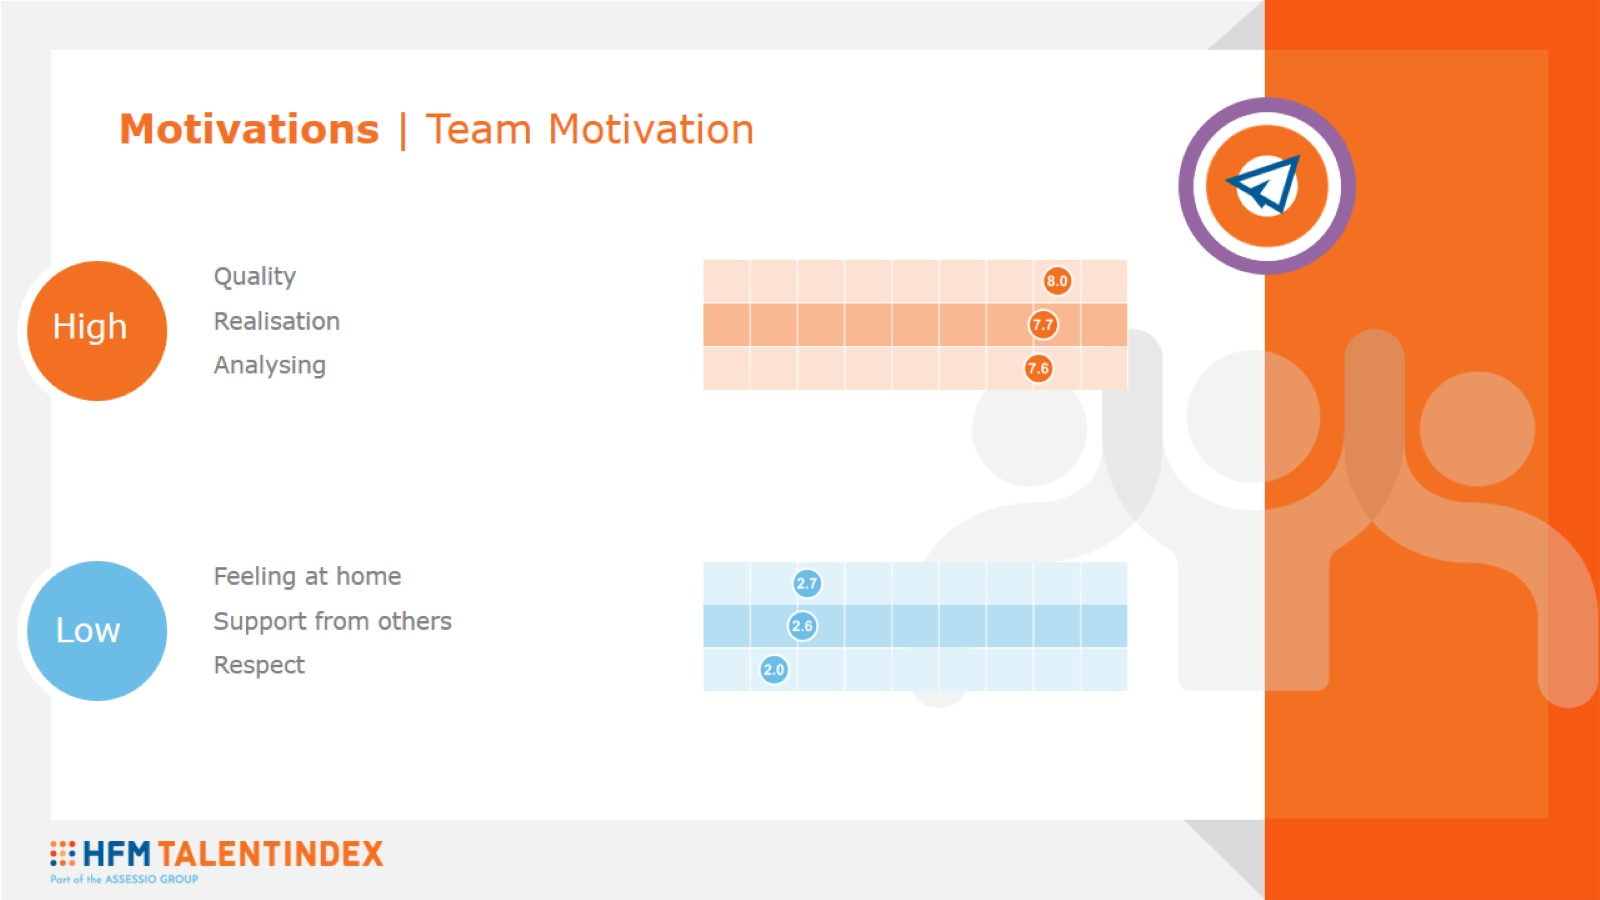 Motivations | Team Motivation
High
Quality 8.0
Realisation 7.7
Analysing 7.6
Low
Feeling at home 2.7
Support from others 2.6
Respect 2.0
HFM TALENTINDEX
Part of the ASSESSIO GROUP